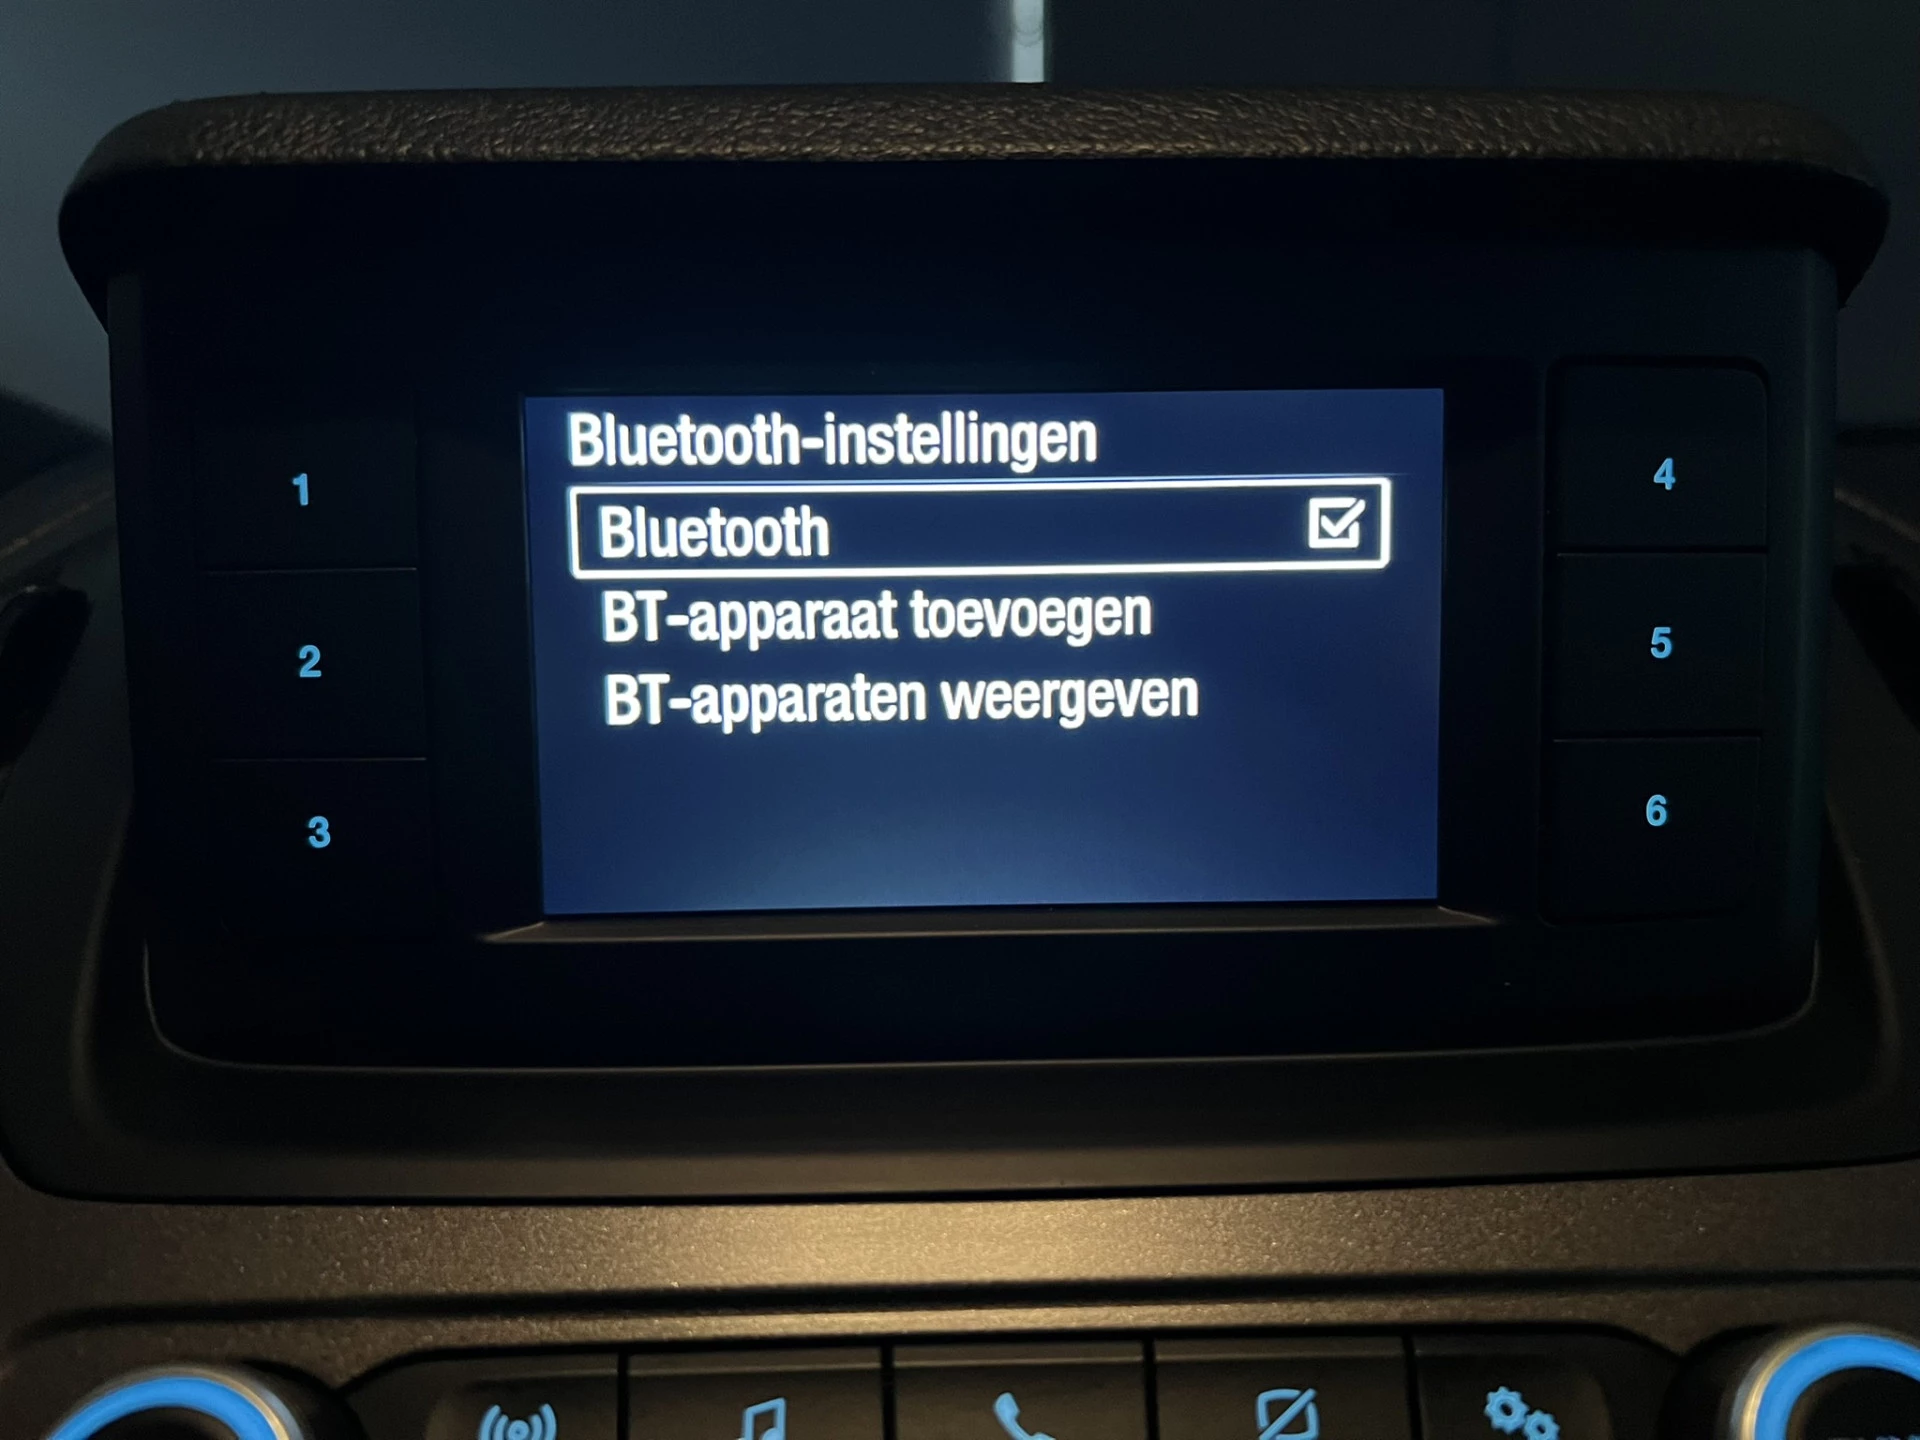 Bluetooth-instellingen
Bluetooth
BT-apparaat toevoegen
BT-apparaten weergeven
1
2
3
4
5
6